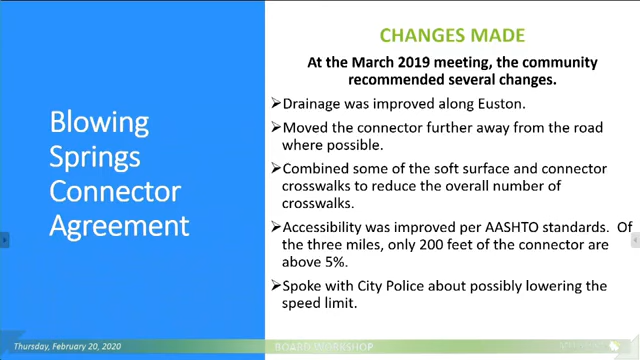 CHANGES MADE
At the March 2019 meeting, the community
recommended several changes.
Blowing
Springs
Connector
Agreement
Drainage was improved along Euston.
Moved the connector further away from the road
where possible.
Combined some of the soft surface and connector
crosswalks to reduce the overall number of
crosswalks.
Accessibility was improved per AASHTO standards. Of
the three miles, only 200 feet of the connector are
above 5%.
Spoke with City Police about possibly lowering the
speed limit.
Thursday, February 20, 2020
BOARD WORKSHOP